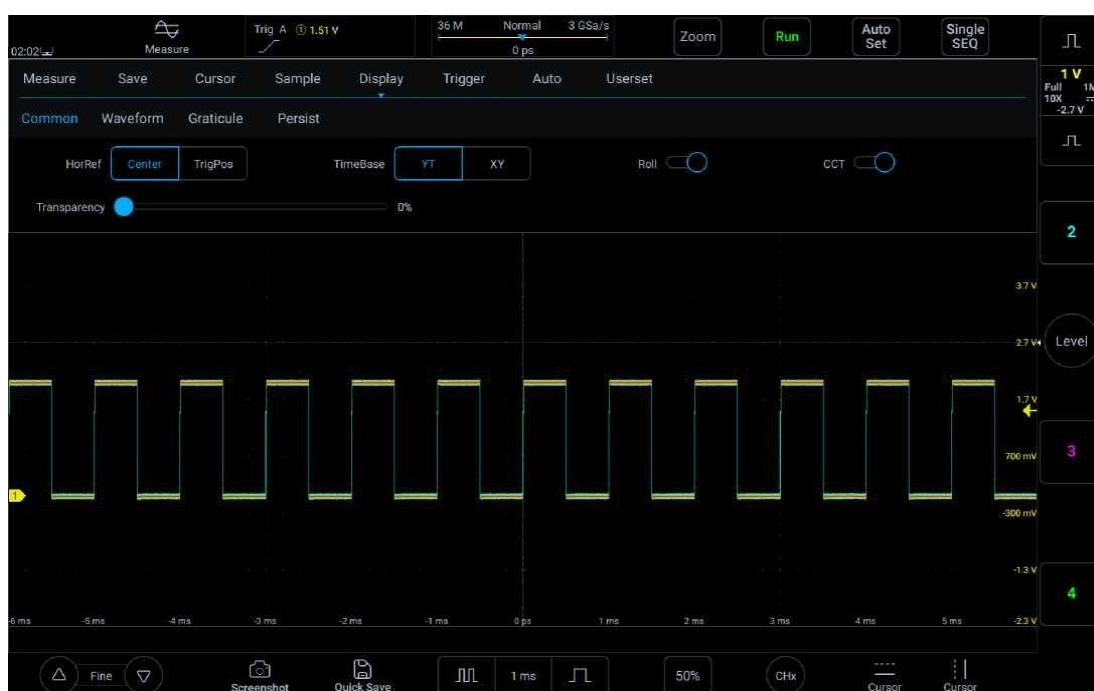 02:02
Measure
Trig A ① 1.51 V
36 M Normal 3 GSa/s
0 ps
Zoom
Run
Auto
Set
Single
SEQ
Measure Save Cursor Sample Display Trigger Auto Userset
Common Waveform Graticule Persist
HorRef Center TrigPos TimeBase YT XY Roll CCT
Transparency 0%
1 V
Full 1M
10X
-2.7 V
2
3.7 V
2.7 V
Level
1.7 V
700 mV
3
1
-300 mV
-1.3 V
4
-6 ms -5 ms -4 ms -3 ms -2 ms -1 ms 0 ps 1 ms 2 ms 3 ms 4 ms 5 ms -2.3 V
Fine
Screenshot
Quick Save
1 ms
50%
CHx
Cursor
Cursor